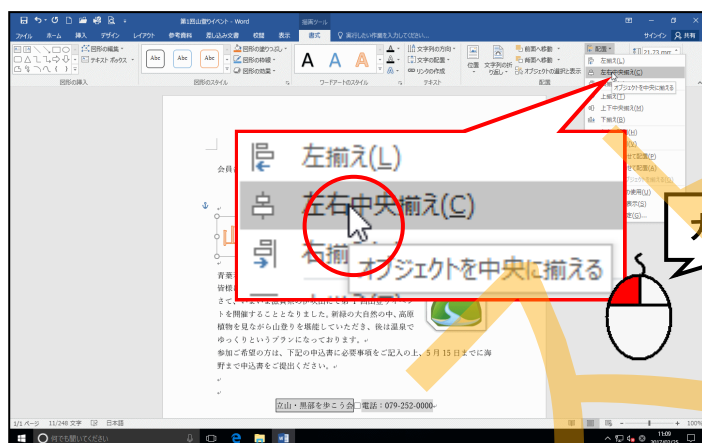 第1回山登りイベント - Word
描画ツール
ファイル ホーム 挿入 デザイン レイアウト 参考資料 差し込み文書 校閲 表示 書式 実行したい作業を入力してください...
サインイン 共有
図形の編集
テキスト ボックス
図形の挿入
Abc Abc Abc
図形の塗りつぶし
図形の枠線
図形の効果
図形のスタイル
A A A
ワードアートのスタイル
文字列の方向
文字の配置
リンクの作成
テキスト
位置
文字列の折り返し
前面へ移動
背面へ移動
オブジェクトの選択と表示
配置
配置
21.73 mm
左揃え(L)
左右中央揃え(C)
オブジェクトを中央に揃える
上揃え(T)
上下中央揃え(M)
下揃え(B)
左揃え(L)
左右中央揃え(C)
右揃
オブジェクトを中央に揃える
会員
山
青葉
皆様
トを開催することとなりました。新緑の大自然の中、高原
植物を見ながら山登りを堪能していただき、後は温泉で
ゆっくりというプランになっております。
参加ご希望の方は、下記の申込書に必要事項をご記入の上、5 月 15 日までに海
野まで申込書をご提出ください。
立山・黒部を歩こう会 電話：079-252-0000
1/1 ページ 11/248 文字 日本語
100%
何でも聞いてください
11:09
2017/02/25